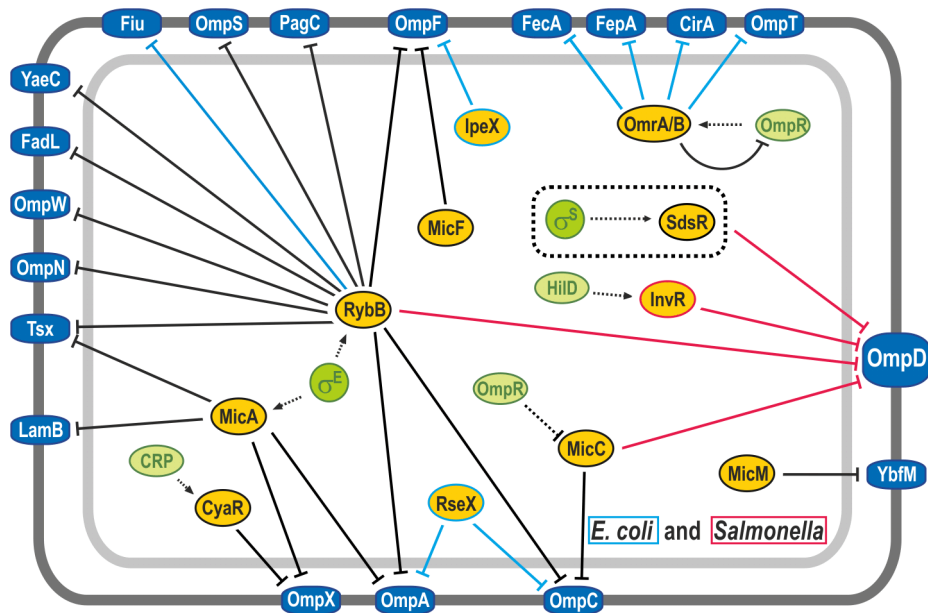 Fiu
OmpS
PagC
OmpF
FecA
FepA
CirA
OmpT
YaeC
FadL
OmpW
OmpN
Tsx
LamB
IpeX
OmrA/B
OmpR
MicF
σS
SdsR
HilD
InvR
RybB
OmpD
σE
OmpR
MicA
MicC
CRP
MicM
YbfM
CyaR
RseX
E. coli and Salmonella
OmpX
OmpA
OmpC